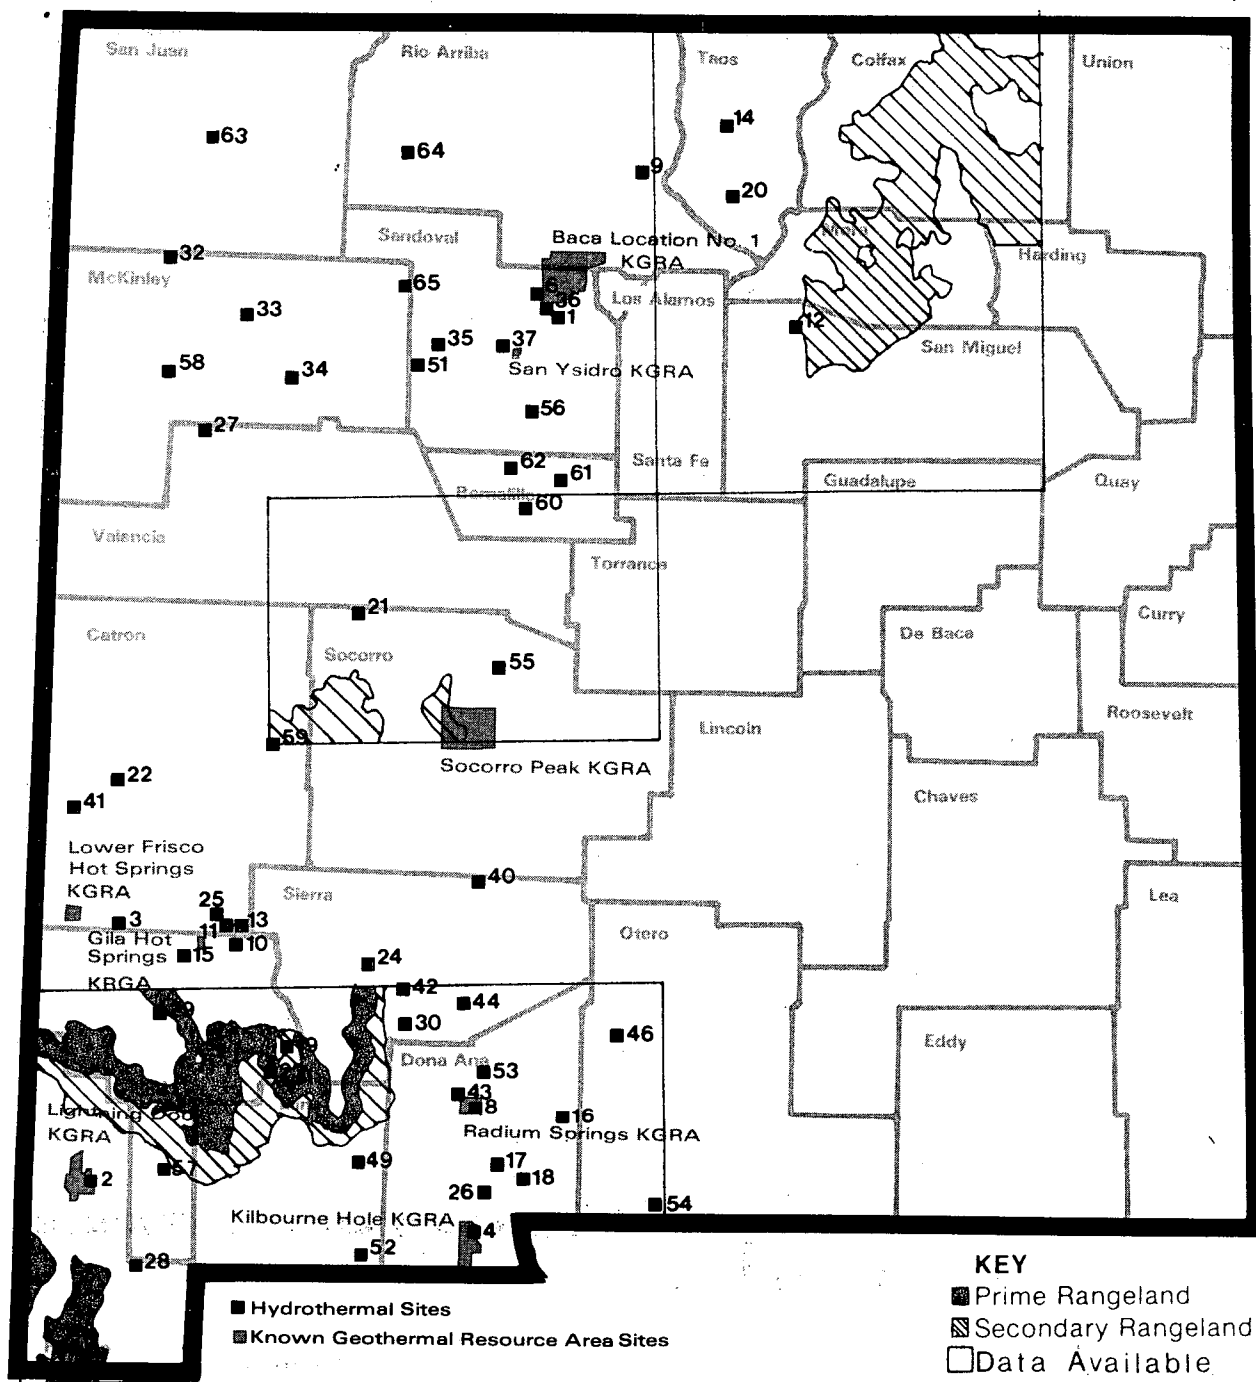 San Juan
Rio Arriba
Taos
Colfax
Union
63
64
14
9
20
Baca Location No. 1
KGRA
Sandoval
Mora
Harding
32
McKinley
65
6
36
1
Los Alamos
33
12
35
37
San Miguel
58
34
51
San Ysidro KGRA
56
27
62
61
Santa Fe
Guadalupe
Quay
Bernalillo
60
Valencia
Torrance
21
Curry
Catron
De Baca
Socorro
55
Roosevelt
Lincoln
59
Socorro Peak KGRA
22
41
Chaves
Lower Frisco
Hot Springs
KGRA
40
Sierra
Lea
25
3
11
13
Otero
Gila Hot
Springs
KRGA
15
10
24
42
44
30
46
Eddy
Dona Ana
53
43
8
16
Radium Springs KGRA
KGRA
2
57
49
17
18
26
54
Kilbourne Hole KGRA
4
52
28
KEY
Prime Rangeland
Secondary Rangeland
Data Available
Hydrothermal Sites
Known Geothermal Resource Area Sites